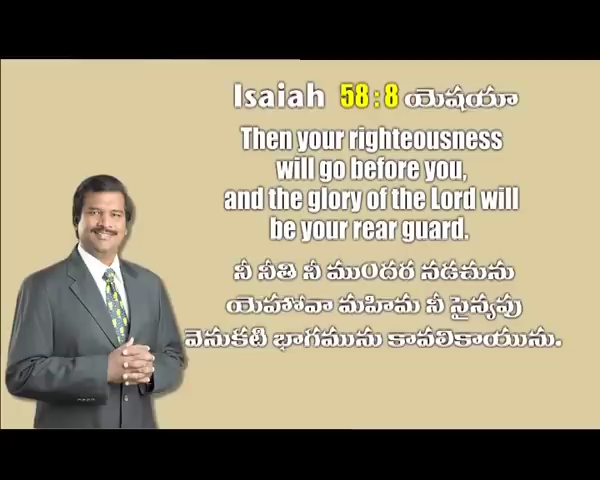 Isaiah 58 : 8 యెషయా
Then your righteousness
will go before you,
and the glory of the Lord will
be your rear guard.
నీ నీతి నీ ముందర నడచును
యెహోవా మహిమ నీ సైన్యపు
వెనుకటి భాగమును కావలికాయును.